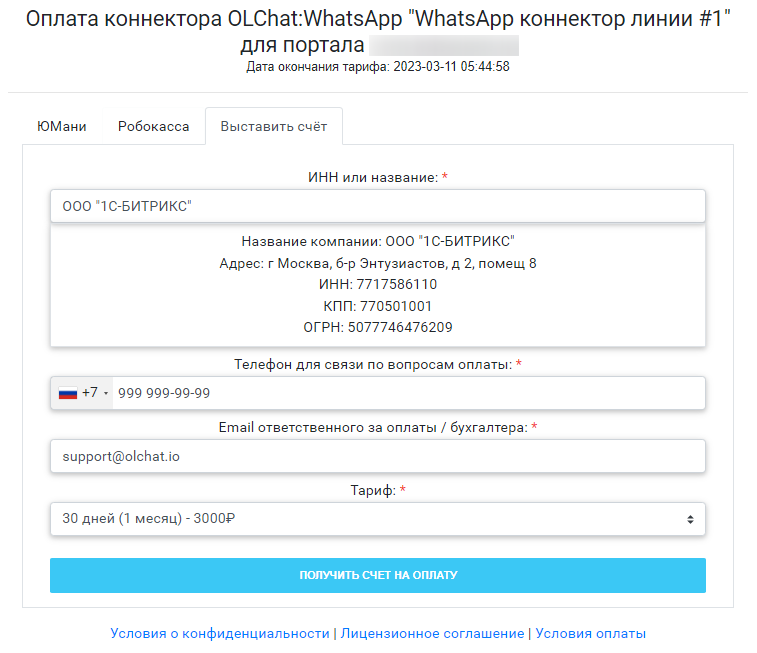 Оплата коннектора OLChat:WhatsApp "WhatsApp коннектор линии #1"
для портала
Дата окончания тарифа: 2023-03-11 05:44:58
ЮМани Робокасса Выставить счёт
ИНН или название: *
ООО "1С-БИТРИКС"
Название компании: ООО "1С-БИТРИКС"
Адрес: г Москва, б-р Энтузиастов, д 2, помещ 8
ИНН: 7717586110
КПП: 770501001
ОГРН: 5077746476209
Телефон для связи по вопросам оплаты: *
+7 999 999-99-99
Email ответственного за оплаты / бухгалтера: *
support@olchat.io
Тариф: *
30 дней (1 месяц) - 3000₽
ПОЛУЧИТЬ СЧЕТ НА ОПЛАТУ
Условия о конфиденциальности | Лицензионное соглашение | Условия оплаты